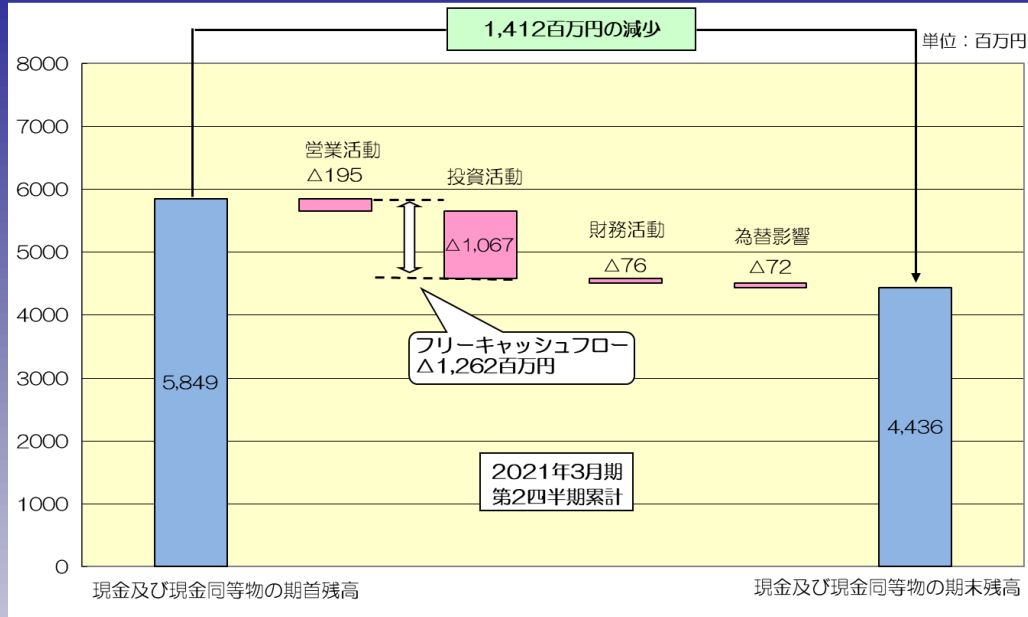 1,412百万円の減少
単位：百万円
8000
7000
6000
5000
4000
3000
2000
1000
0
営業活動
△195
投資活動
△1,067
財務活動
△76
為替影響
△72
フリーキャッシュフロー
△1,262百万円
5,849
4,436
2021年3月期
第2四半期累計
現金及び現金同等物の期首残高
現金及び現金同等物の期末残高